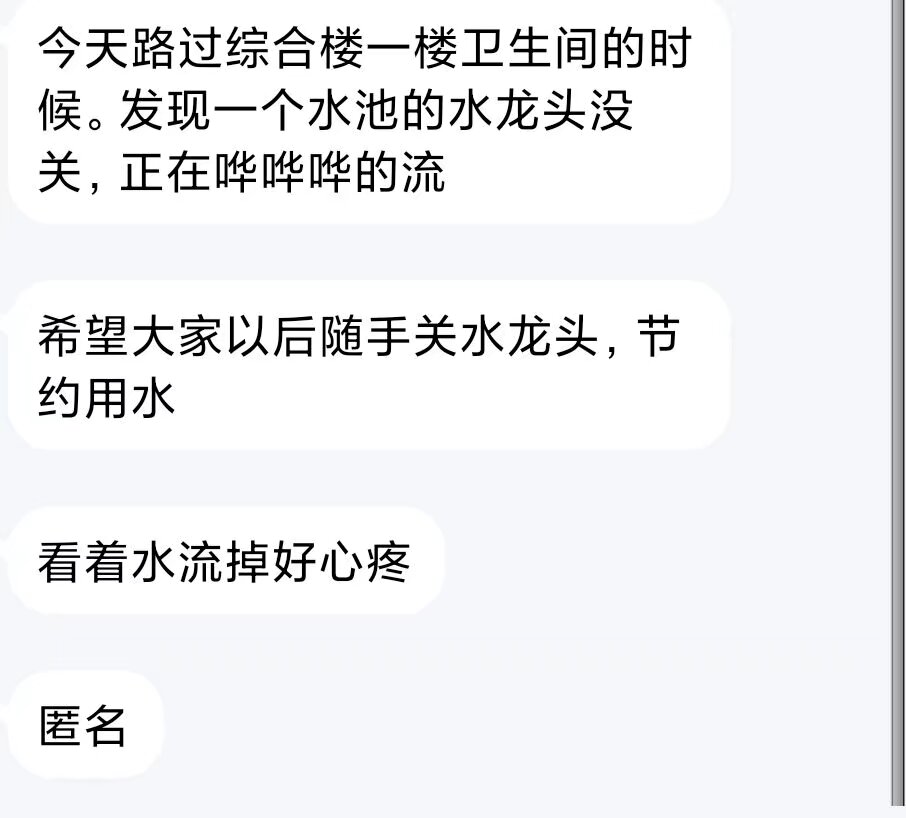 今天路过综合楼一楼卫生间的时
候。发现一个水池的水龙头没
关，正在哗哗哗的流
希望大家以后随手关水龙头，节
约用水
看着水流掉好心疼
匿名